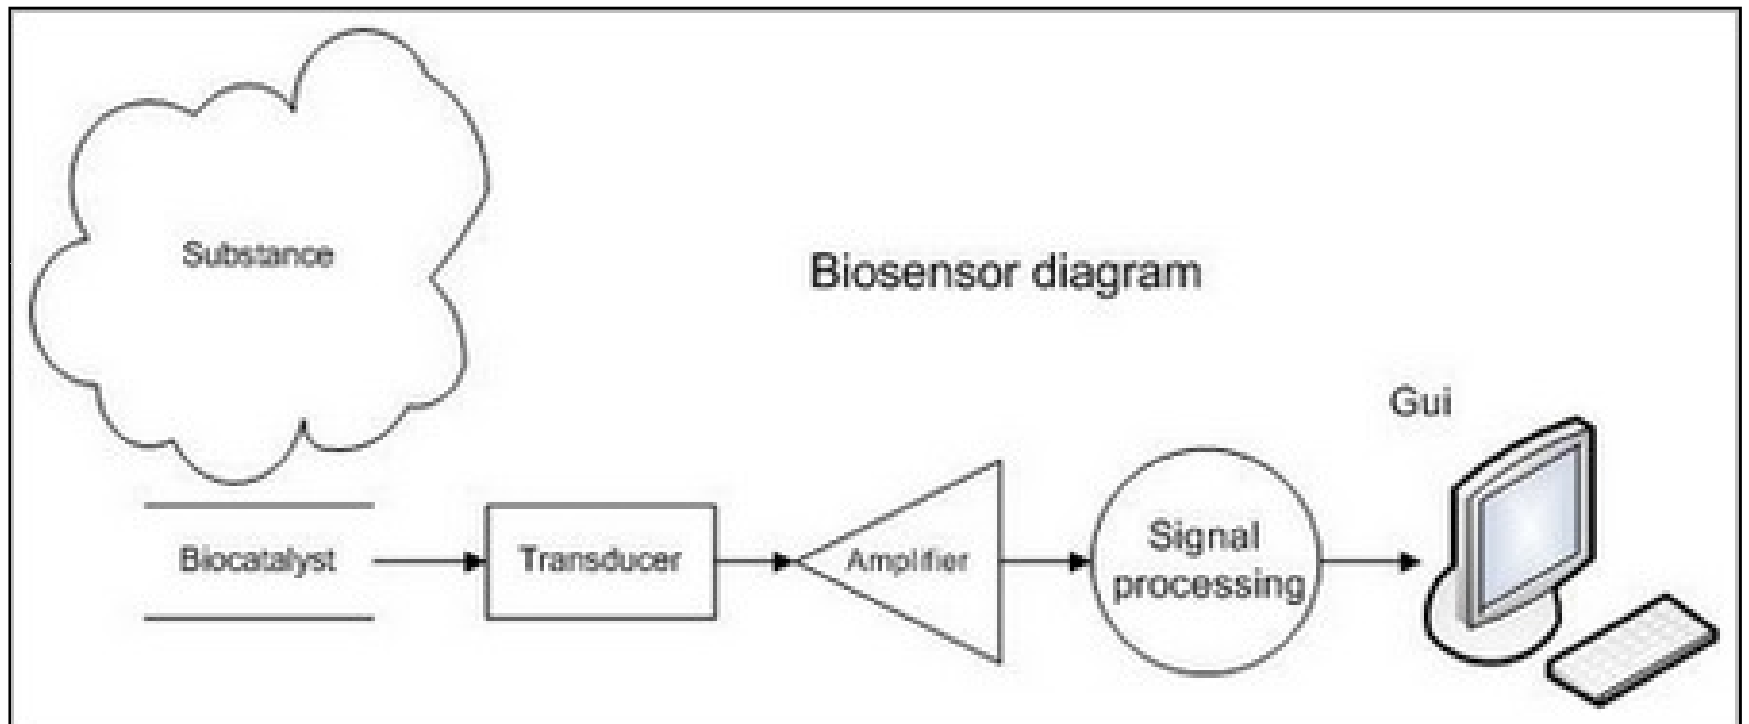 Substance
Biosensor diagram
Gui
Biocatalyst
Transducer
Amplifier
Signal
processing